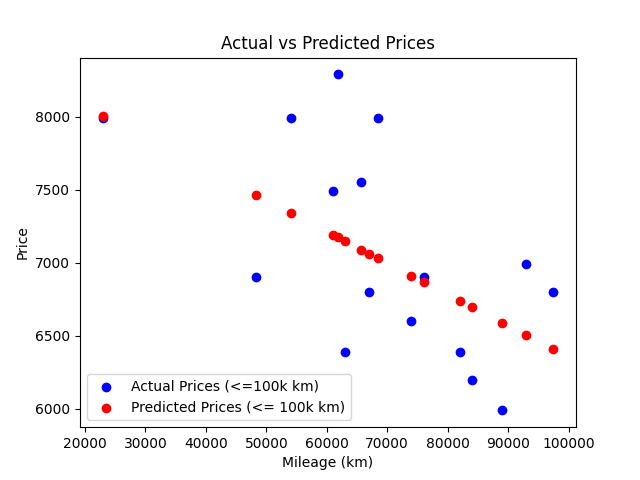 Actual vs Predicted Prices
Price
8000
7500
7000
6500
6000
Actual Prices (<=100k km)
Predicted Prices (<= 100k km)
20000 30000 40000 50000 60000 70000 80000 90000 100000
Mileage (km)